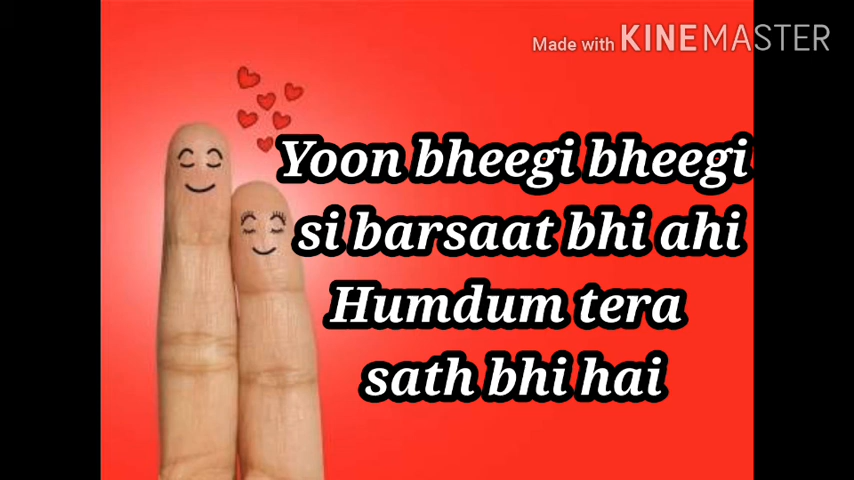 Made with KINEMASTER
Yoon bheegi bheegi
si barsaat bhi ahi
Humdum tera
sath bhi hai